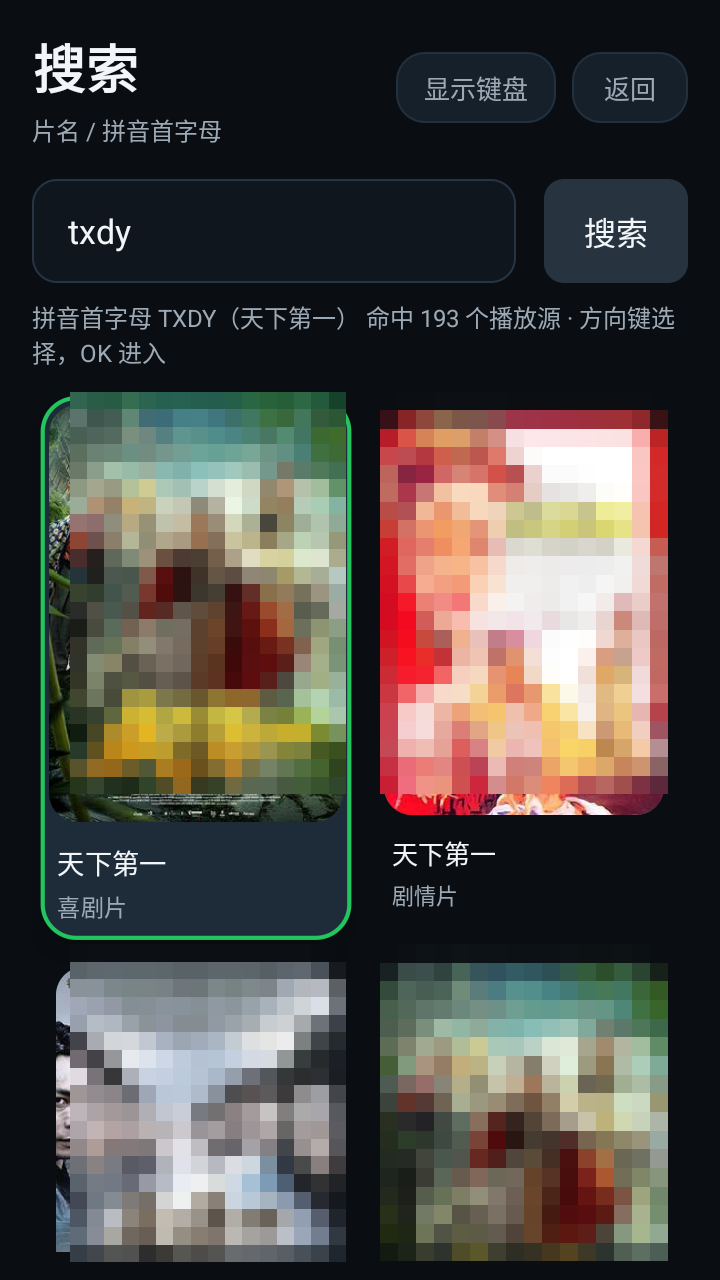 搜索
显示键盘
返回
片名 / 拼音首字母
txdy
搜索
拼音首字母 TXDY（天下第一） 命中 193 个播放源 · 方向键选
择，OK 进入
天下第一
喜剧片
天下第一
剧情片